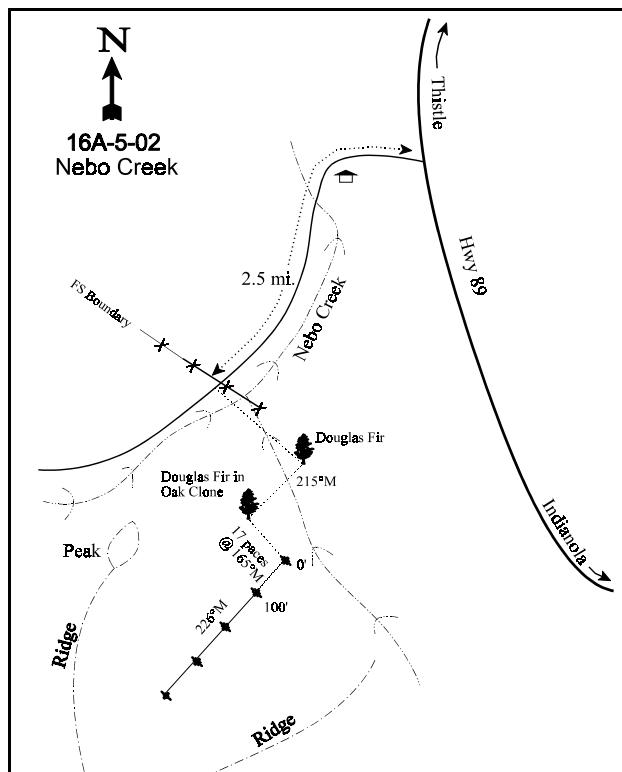 N
16A-5-02
Nebo Creek
Thistle
Hwy 89
2.5 mi.
FS Boundary
Nebo Creek
Douglas Fir
215°M
Douglas Fir in
Oak Clone
17 paces
@ 165°M
0'
100'
226°M
Peak
Ridge
Ridge
Indianola